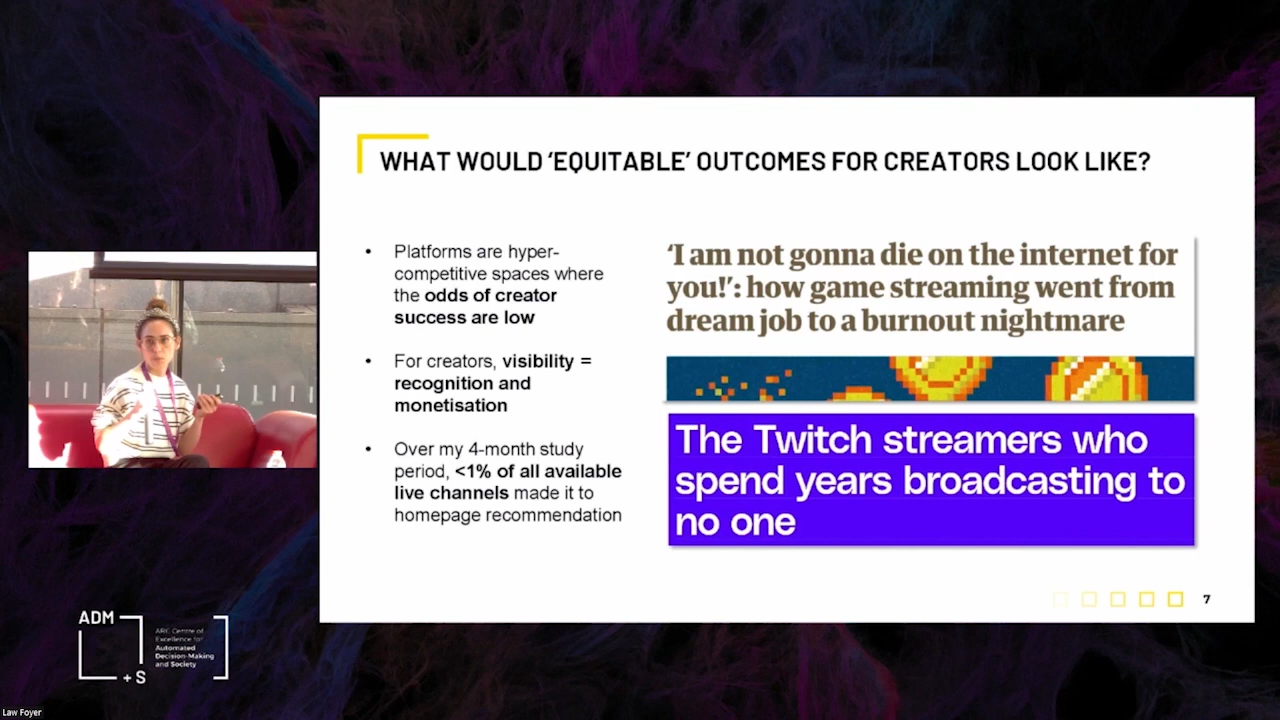 WHAT WOULD ‘EQUITABLE’ OUTCOMES FOR CREATORS LOOK LIKE?
• Platforms are hyper-
competitive spaces where
the odds of creator
success are low
• For creators, visibility =
recognition and
monetisation
• Over my 4-month study
period, <1% of all available
live channels made it to
homepage recommendation
‘I am not gonna die on the internet for
you!’: how game streaming went from
dream job to a burnout nightmare
The Twitch streamers who
spend years broadcasting to
no one
7
ADM
+ S
ARC Centre of
Excellence for
Automated
Decision-Making
and Society
Law Foyer